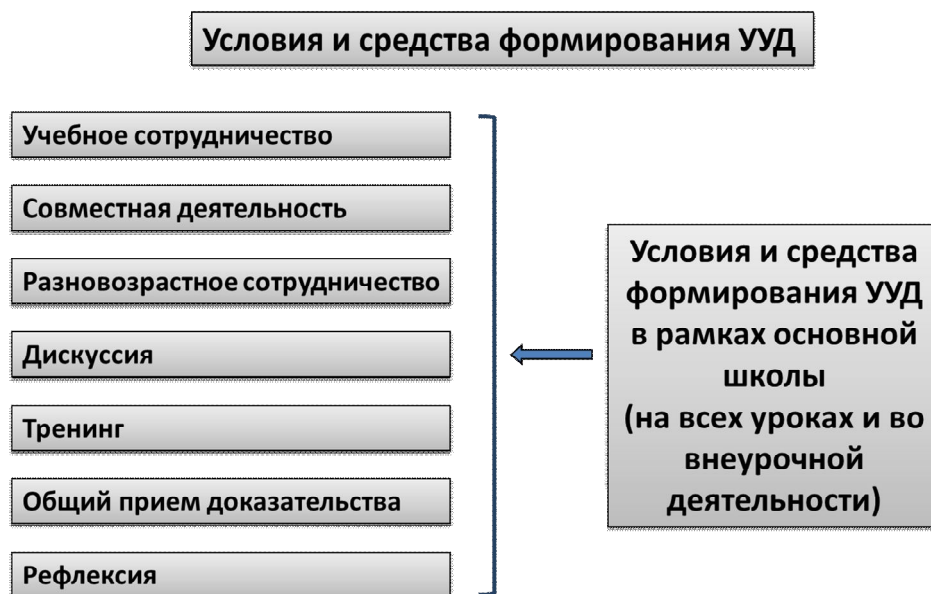 Условия и средства формирования УУД
Учебное сотрудничество
Совместная деятельность
Разновозрастное сотрудничество
Дискуссия
Тренинг
Общий прием доказательства
Рефлексия
Условия и средства
формирования УУД
в рамках основной
школы
(на всех уроках и во
внеурочной
деятельности)